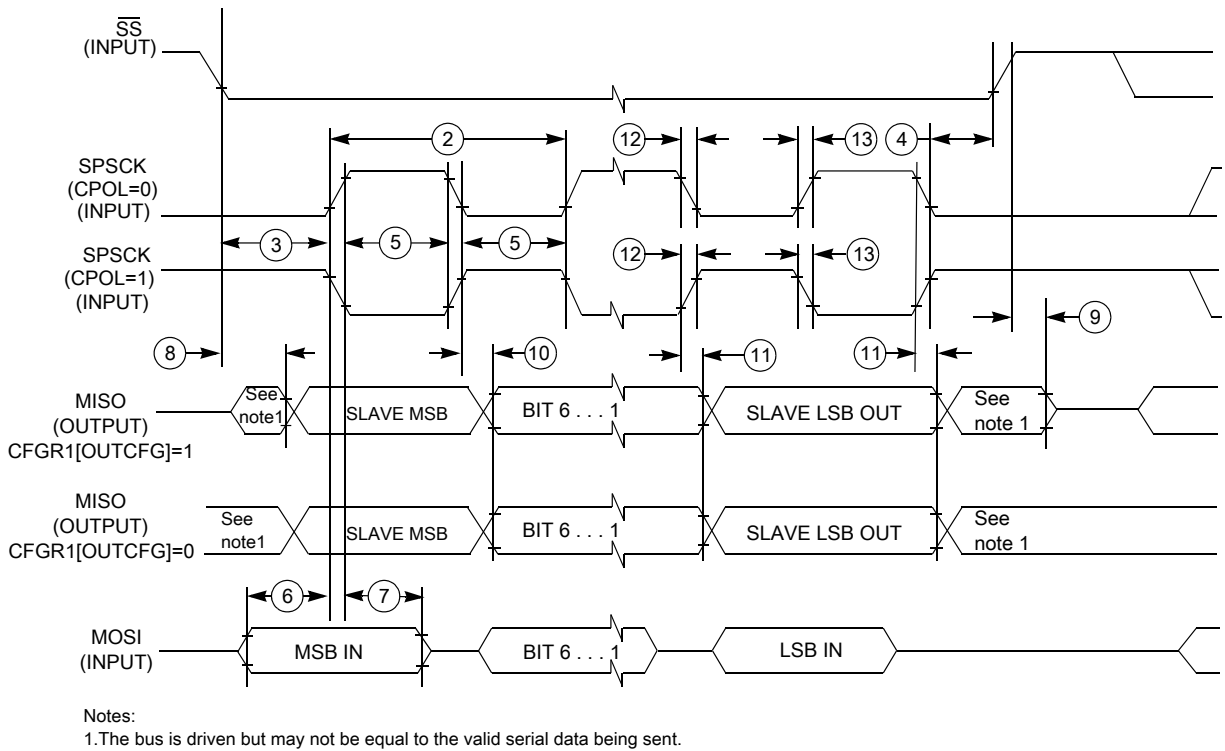 SS
(INPUT)
2
12
13
4
SPSCK
(CPOL=0)
(INPUT)
3
5
5
SPSCK
(CPOL=1)
(INPUT)
12
13
8
10
11
11
9
MISO
(OUTPUT)
CFGR1[OUTCFG]=1
See
note1
SLAVE MSB
BIT 6 . . . 1
SLAVE LSB OUT
See
note 1
MISO
(OUTPUT)
CFGR1[OUTCFG]=0
See
note1
SLAVE MSB
BIT 6 . . . 1
SLAVE LSB OUT
See
note 1
6
7
MOSI
(INPUT)
MSB IN
BIT 6 . . . 1
LSB IN
Notes:
1.The bus is driven but may not be equal to the valid serial data being sent.